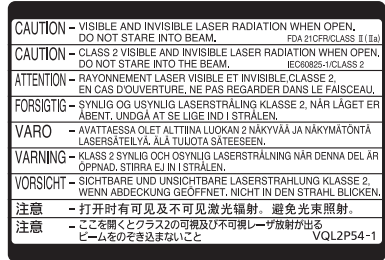 CAUTION – VISIBLE AND INVISIBLE LASER RADIATION WHEN OPEN.
DO NOT STARE INTO BEAM. FDA 21CFR/CLASS II (IIa)
CAUTION – CLASS 2 VISIBLE AND INVISIBLE LASER RADIATION WHEN OPEN.
DO NOT STARE INTO THE BEAM. IEC60825-1/CLASS 2
ATTENTION – RAYONNEMENT LASER VISIBLE ET INVISIBLE,CLASSE 2,
EN CAS D'OUVERTURE, NE PAS REGARDER DANS LE FAISCEAU.
FORSIGTIG – SYNLIG OG USYNLIG LASERSTRÅLING KLASSE 2, NÅR LÅGET ER
ÅBENT. UNDGÅ AT SE LIGE IND I STRÅLEN.
VARO – AVATTAESSA OLET ALTTIINA LUOKAN 2 NÄKYVÄÄ JA NÄKYMÄTÖNTÄ
LASERSÄTEILYÄ. ÄLÄ TUIJOTA SÄTEESEEN.
VARNING – KLASS 2 SYNLIG OCH OSYNLIG LASERSTRÅLNING NÄR DENNA DEL ÄR
ÖPPNAD. STIRRA EJ IN I STRÅLEN.
VORSICHT – SICHTBARE UND UNSICHTBARE LASERSTRAHLUNG KLASSE 2,
WENN ABDECKUNG GEÖFFNET. NICHT IN DEN STRAHL BLICKEN.
注意 – 打开时有可见及不可见激光辐射。避免光束照射。
注意 – ここを開くとクラス2の可視及び不可視レーザ放射が出る
ビームをのぞき込まないこと VQL2P54-1